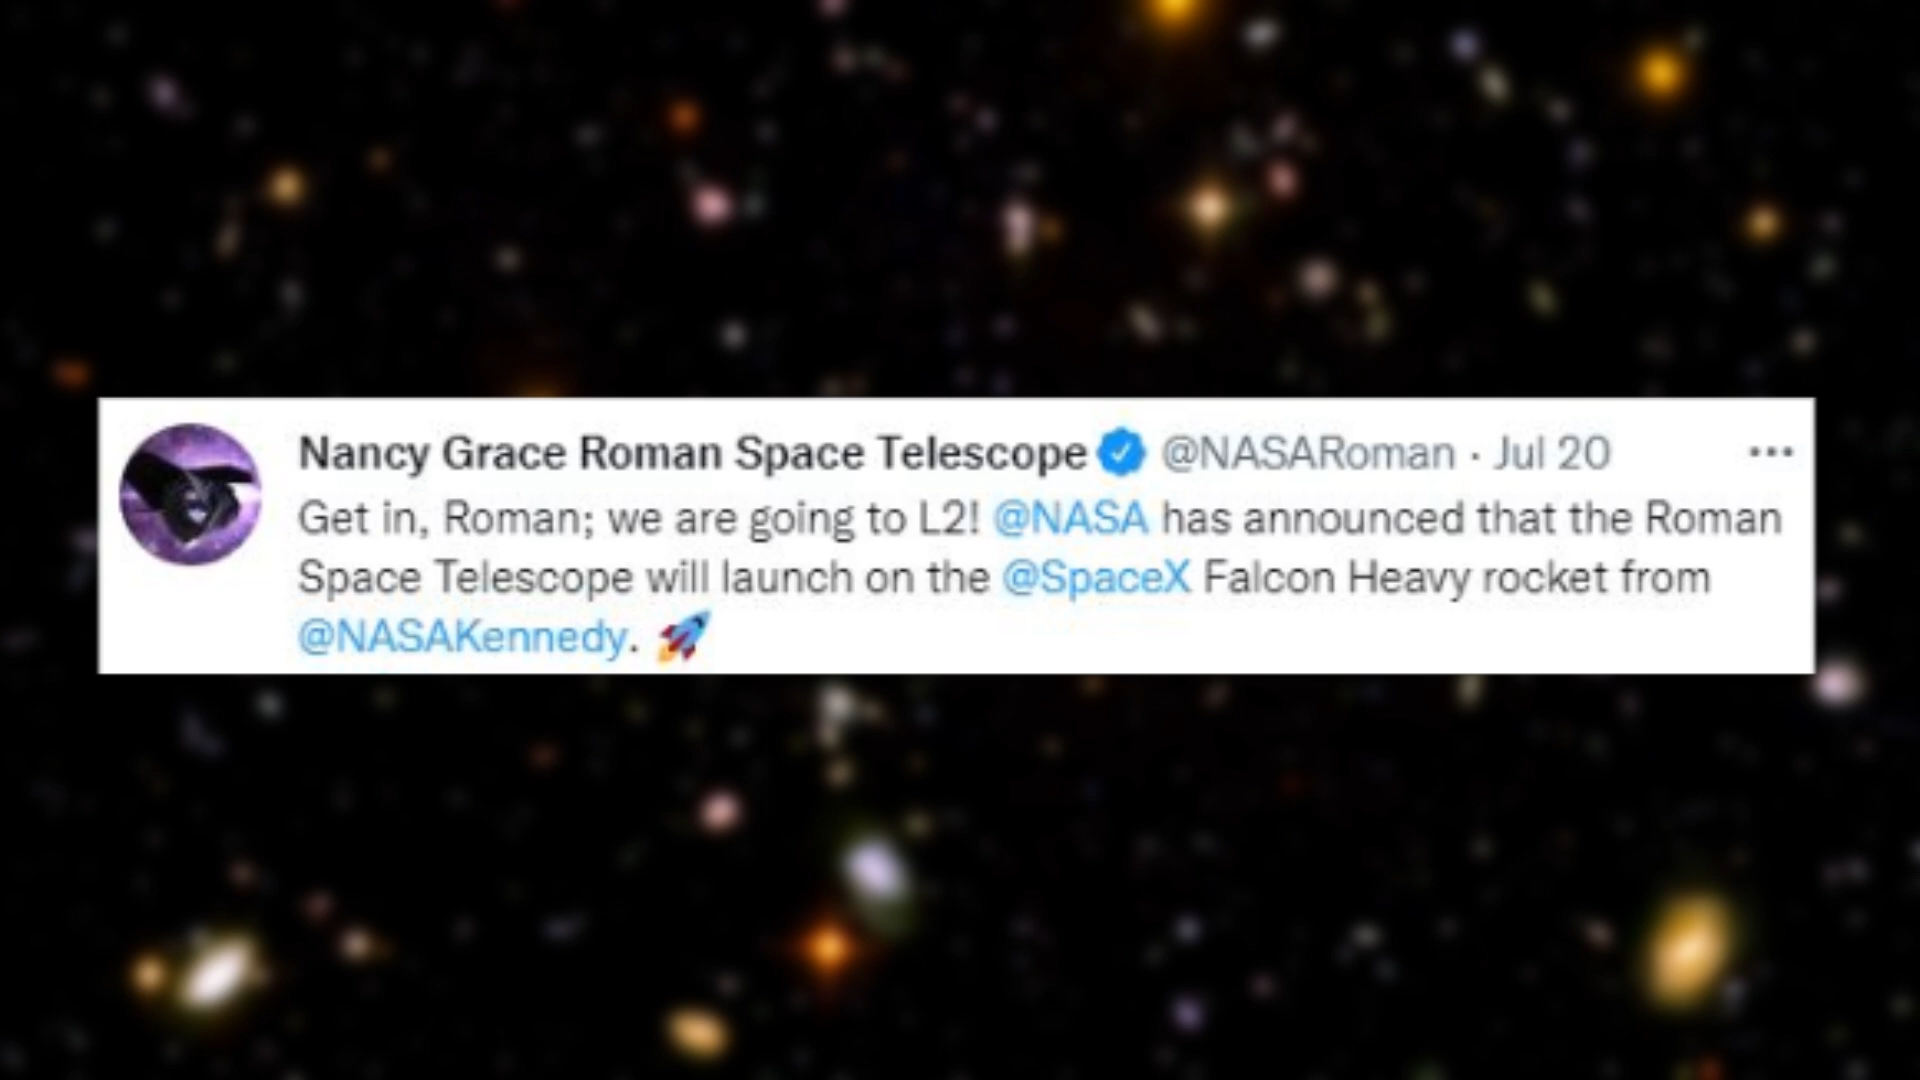 Nancy Grace Roman Space Telescope @NASARoman · Jul 20
Get in, Roman; we are going to L2! @NASA has announced that the Roman
Space Telescope will launch on the @SpaceX Falcon Heavy rocket from
@NASAKennedy. 🚀